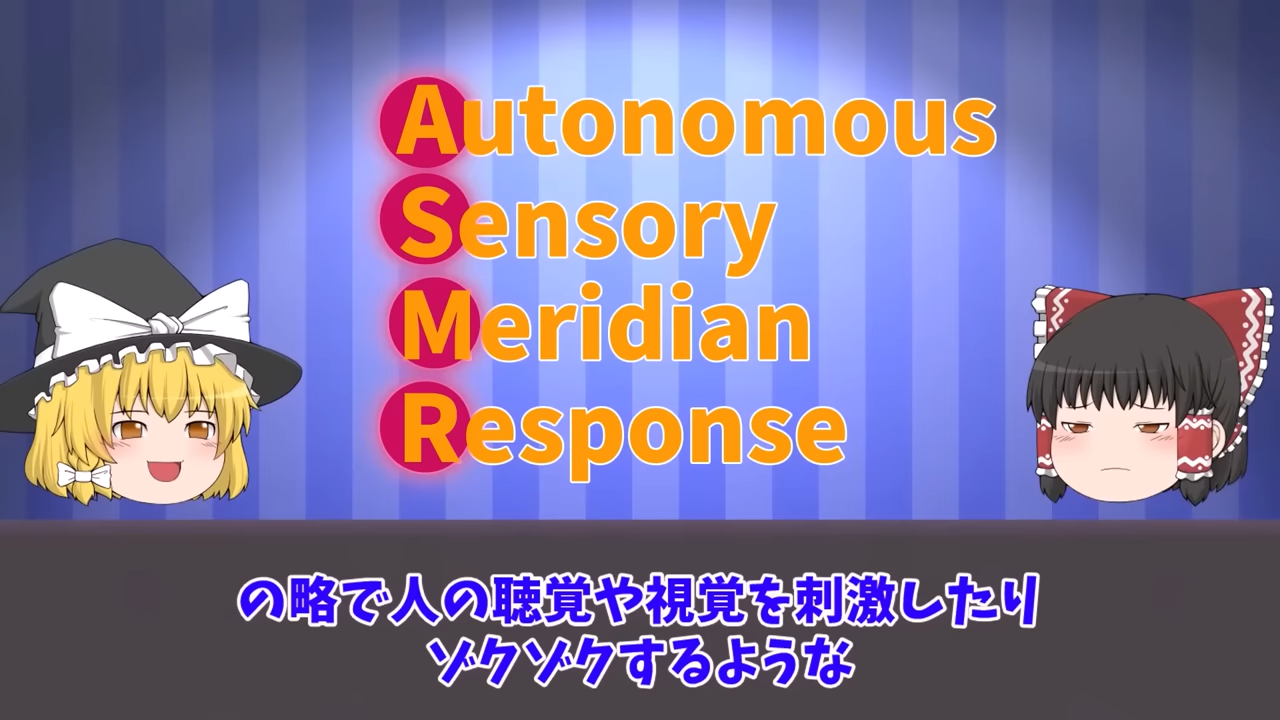 Autonomous
Sensory
Meridian
Response
の略で人の聴覚や視覚を刺激したり
ゾクゾクするような